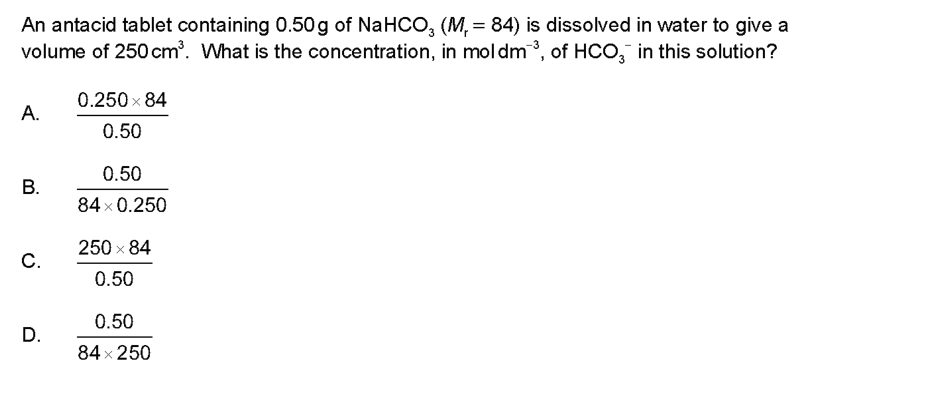 An antacid tablet containing 0.50 g of NaHCO₃ (Mᵣ = 84) is dissolved in water to give a
volume of 250 cm³. What is the concentration, in mol dm⁻³, of HCO₃⁻ in this solution?
A. 0.250 × 84
0.50
B. 0.50
84 × 0.250
C. 250 × 84
0.50
D. 0.50
84 × 250